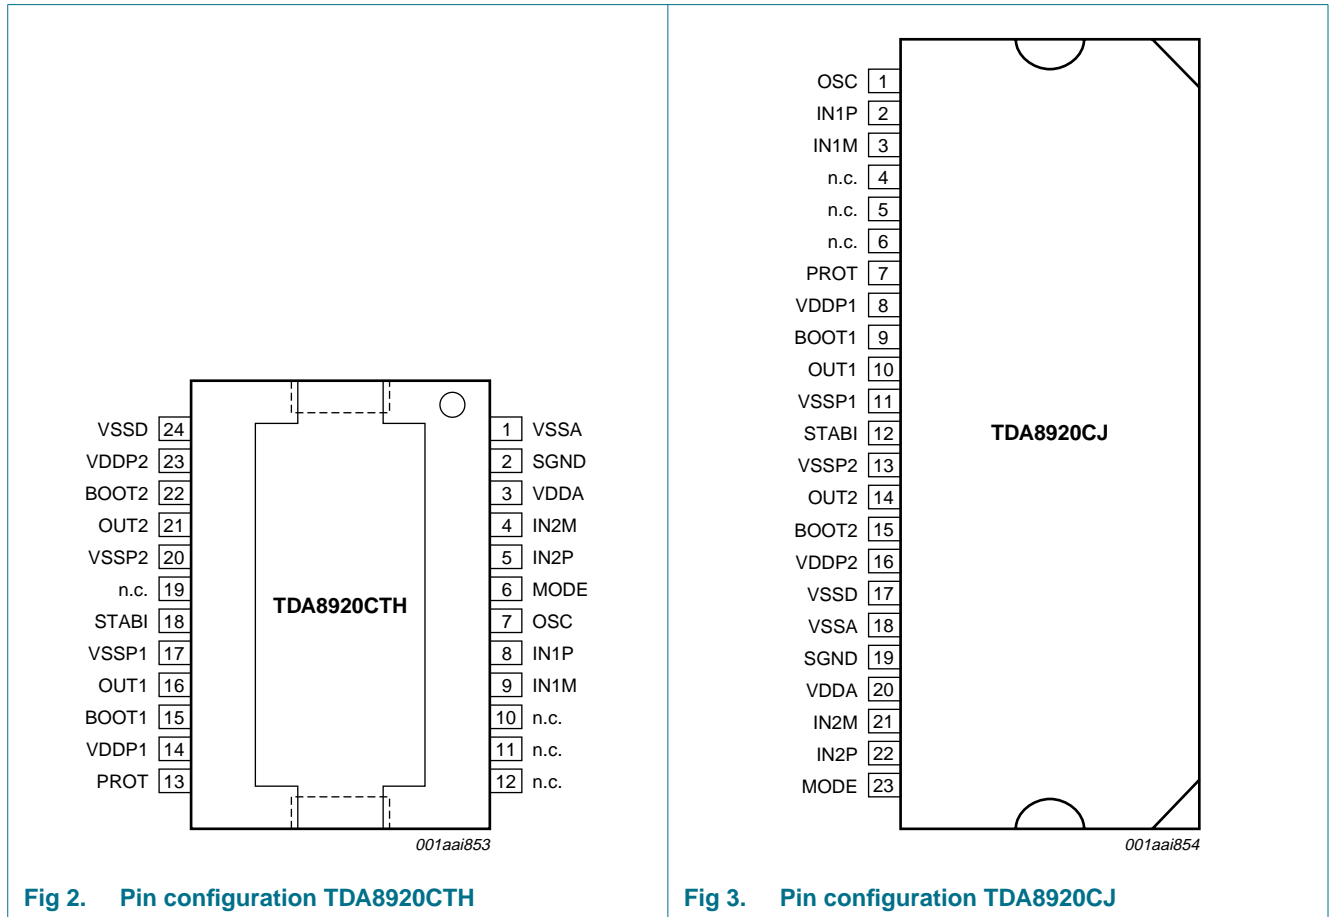 VSSD 24
VDDP2 23
BOOT2 22
OUT2 21
VSSP2 20
n.c. 19
STABI 18
VSSP1 17
OUT1 16
BOOT1 15
VDDP1 14
PROT 13
TDA8920CTH
1 VSSA
2 SGND
3 VDDA
4 IN2M
5 IN2P
6 MODE
7 OSC
8 IN1P
9 IN1M
10 n.c.
11 n.c.
12 n.c.
001aai853
Fig 2. Pin configuration TDA8920CTH
OSC 1
IN1P 2
IN1M 3
n.c. 4
n.c. 5
n.c. 6
PROT 7
VDDP1 8
BOOT1 9
OUT1 10
VSSP1 11
STABI 12
VSSP2 13
OUT2 14
BOOT2 15
VDDP2 16
VSSD 17
VSSA 18
SGND 19
VDDA 20
IN2M 21
IN2P 22
MODE 23
TDA8920CJ
001aai854
Fig 3. Pin configuration TDA8920CJ